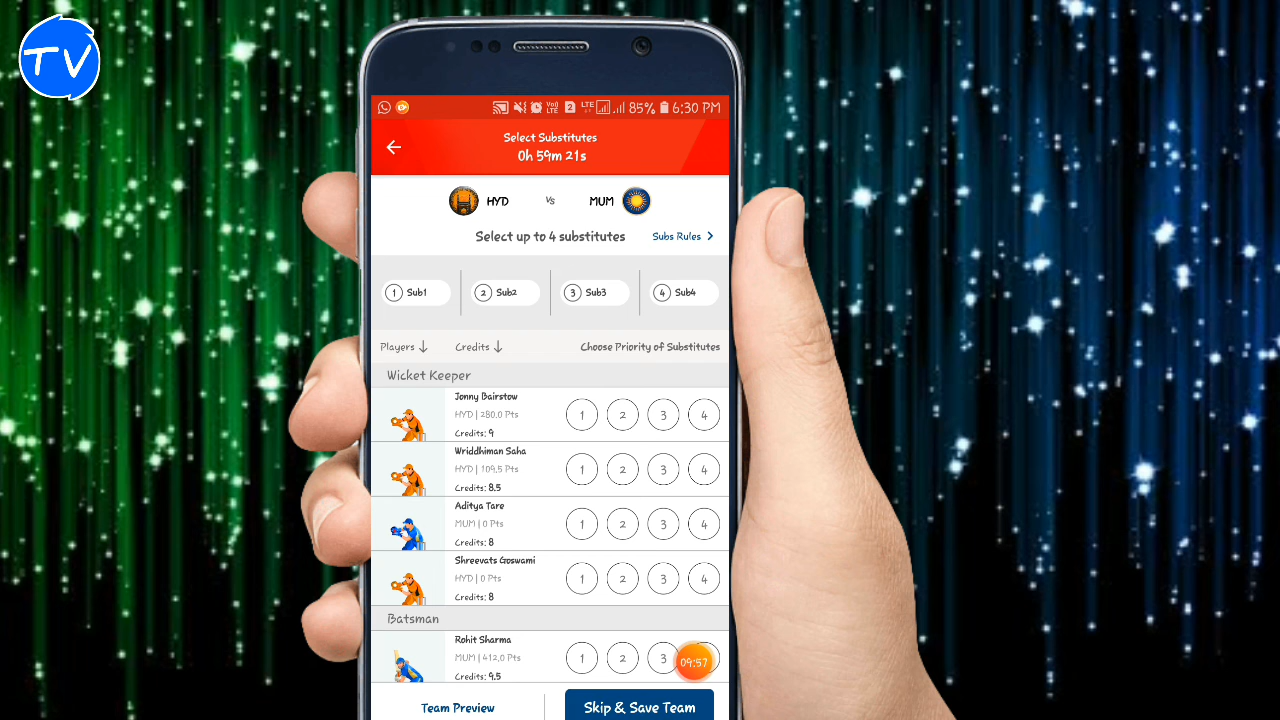 TV
VoLTE 2 LTE 85% 6:30 PM
Select Substitutes
0h 59m 21s
HYD Vs MUM
Select up to 4 substitutes Subs Rules >
1 Sub1 2 Sub2 3 Sub3 4 Sub4
Players ↓ Credits ↓ Choose Priority of Substitutes
Wicket Keeper
Jonny Bairstow
HYD | 280.0 Pts 1 2 3 4
Credits: 9
Wriddhiman Saha
HYD | 109.5 Pts 1 2 3 4
Credits: 8.5
Aditya Tare
MUM | 0 Pts 1 2 3 4
Credits: 8
Shreevats Goswami
HYD | 0 Pts 1 2 3 4
Credits: 8
Batsman
Rohit Sharma
MUM | 412.0 Pts 1 2 3
09:57
Credits: 9.5
Team Preview Skip & Save Team